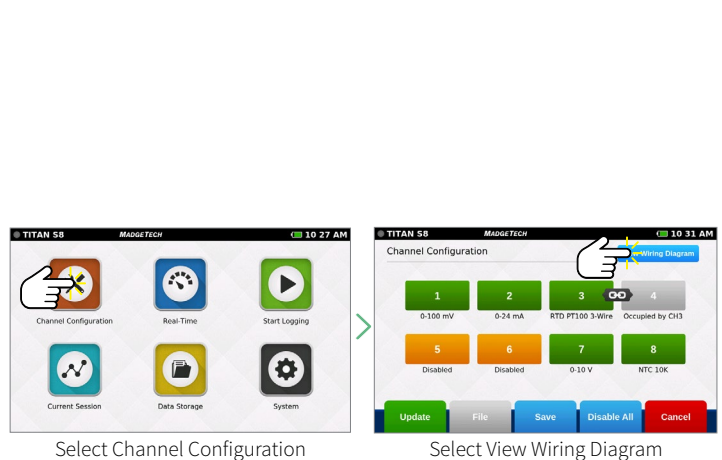 TITAN S8 MADGETECH 10 27 AM
Channel Configuration Real-Time Start Logging
Current Session Data Storage System
Select Channel Configuration
TITAN S8 MADGETECH 10 31 AM
Channel Configuration
Wiring Diagram
1 2 3 4
0-100 mV 0-24 mA RTD PT100 3-Wire Occupied by CH3
5 6 7 8
Disabled Disabled 0-10 V NTC 10K
Update File Save Disable All Cancel
Select View Wiring Diagram